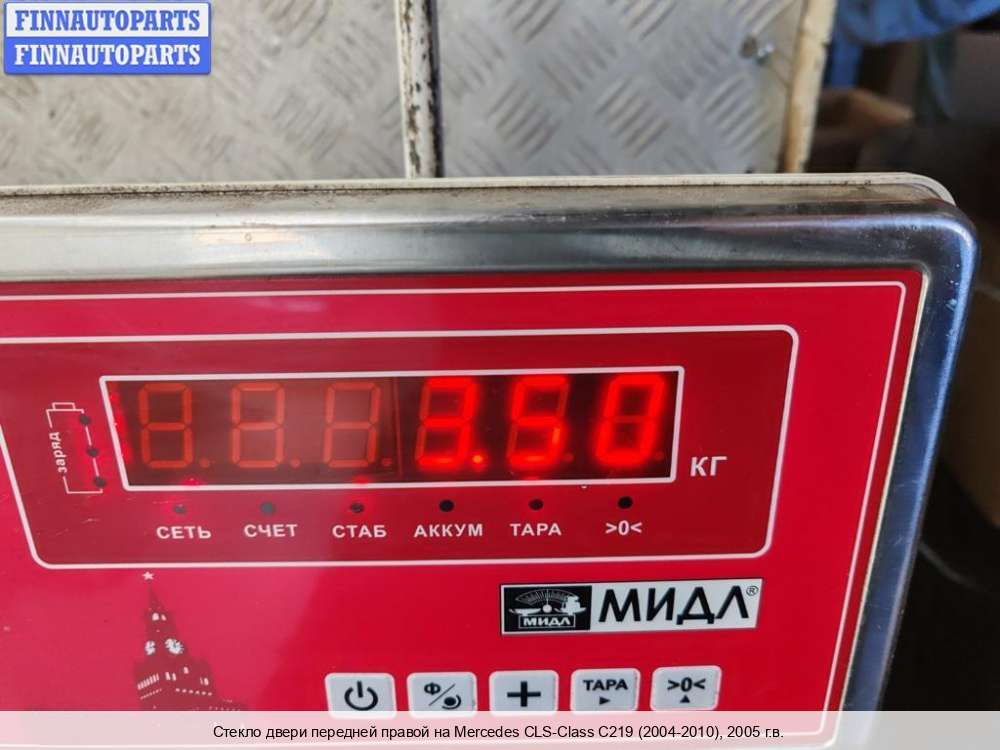 FINNAUTOPARTS
FINNAUTOPARTS
заряд
3.50
КГ
СЕТЬ СЧЕТ СТАБ АККУМ ТАРА >0<
МИДЛ МИДЛ®
Ф/ + ТАРА >0<
Стекло двери передней правой на Mercedes CLS-Class C219 (2004-2010), 2005 г.в.